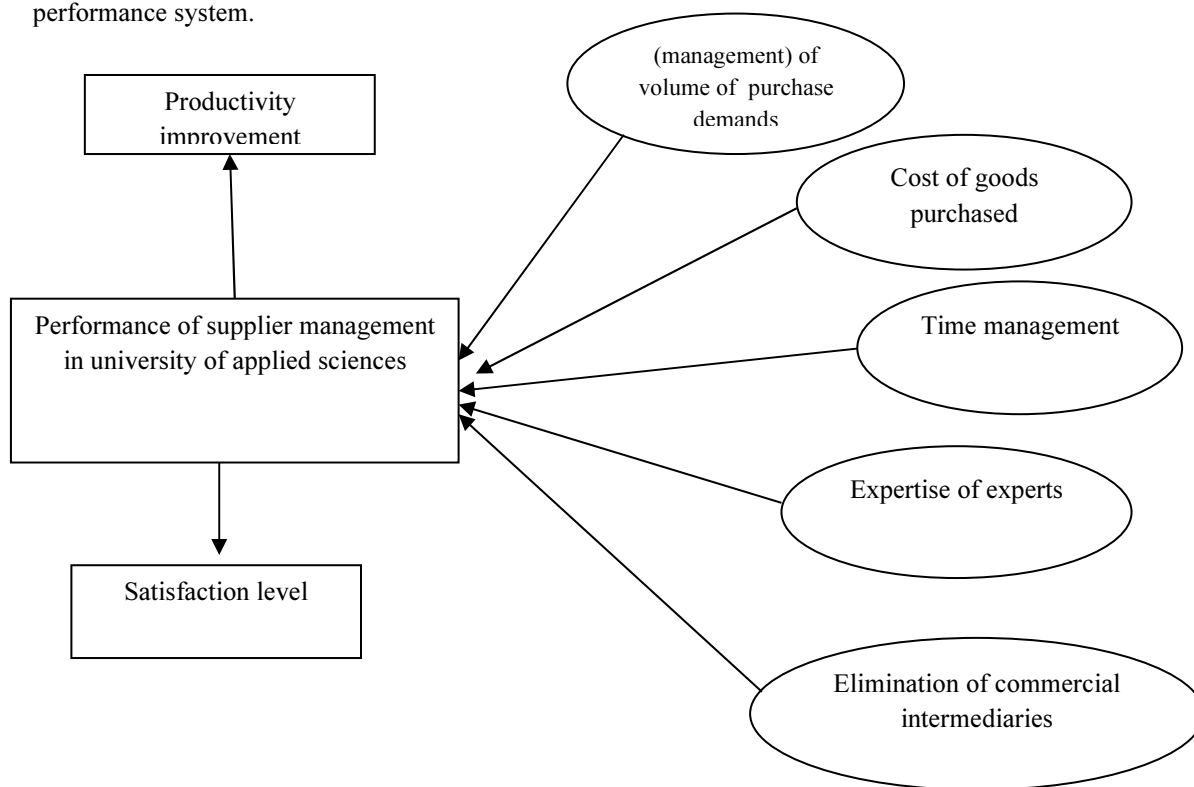 performance system.
(management) of
volume of purchase
demands
Productivity
improvement
Cost of goods
purchased
Performance of supplier management
in university of applied sciences
Time management
Expertise of experts
Satisfaction level
Elimination of commercial
intermediaries